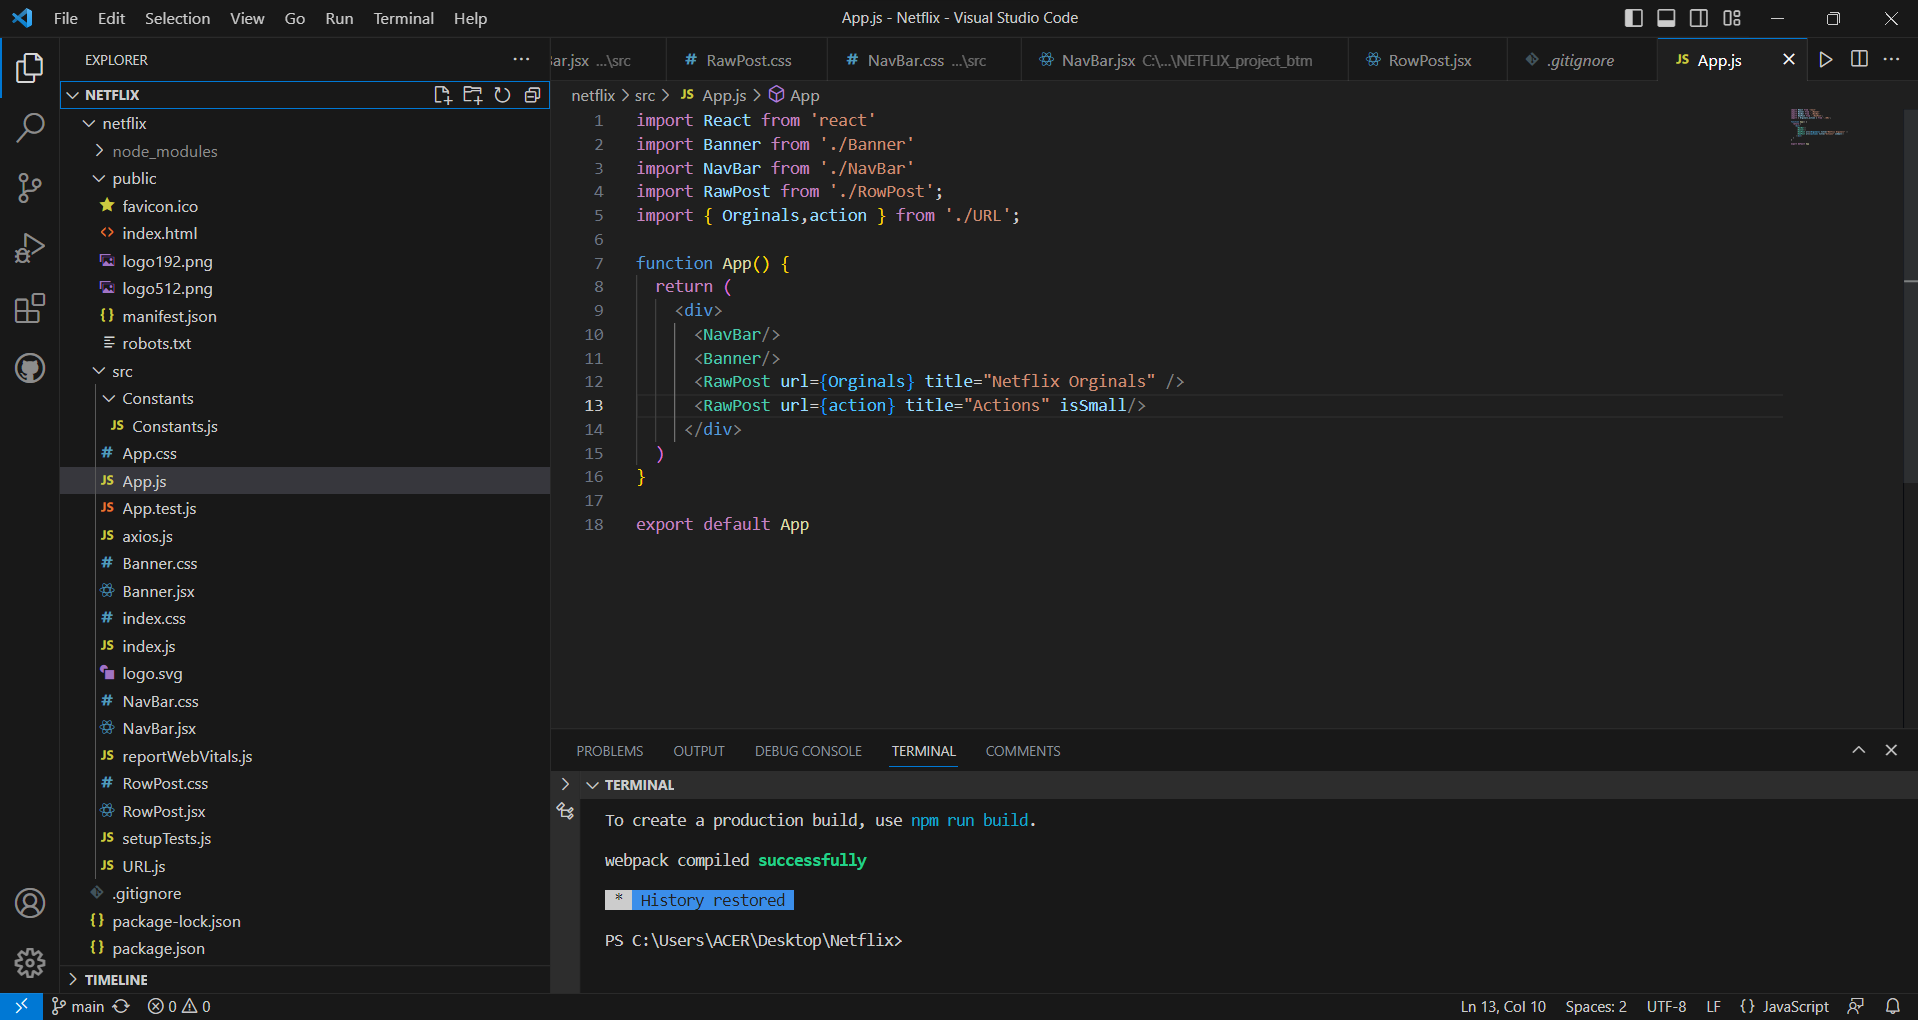 File Edit Selection View Go Run Terminal Help
App.js - Netflix - Visual Studio Code
EXPLORER
NETFLIX
netflix
node_modules
public
favicon.ico
index.html
logo192.png
logo512.png
manifest.json
robots.txt
src
Constants
JS Constants.js
# App.css
JS App.js
JS App.test.js
JS axios.js
# Banner.css
Banner.jsx
# index.css
JS index.js
logo.svg
# NavBar.css
NavBar.jsx
JS reportWebVitals.js
# RowPost.css
RowPost.jsx
JS setupTests.js
JS URL.js
.gitignore
{} package-lock.json
{} package.json
TIMELINE
Bar.jsx ...\src # RawPost.css # NavBar.css ...\src NavBar.jsx C:\...\NETFLIX_project_btm RowPost.jsx .gitignore JS App.js
netflix > src > JS App.js > App
1 import React from 'react'
2 import Banner from './Banner'
3 import NavBar from './NavBar'
4 import RawPost from './RowPost';
5 import { Orginals,action } from './URL';
6
7 function App() {
8 return (
9 <div>
10 <NavBar/>
11 <Banner/>
12 <RawPost url={Orginals} title="Netflix Orginals" />
13 <RawPost url={action} title="Actions" isSmall/>
14 </div>
15 )
16 }
17
18 export default App
PROBLEMS OUTPUT DEBUG CONSOLE TERMINAL COMMENTS
TERMINAL
To create a production build, use npm run build.
webpack compiled successfully
* History restored
PS C:\Users\ACER\Desktop\Netflix>
main 0 0 Ln 13, Col 10 Spaces: 2 UTF-8 LF {} JavaScript